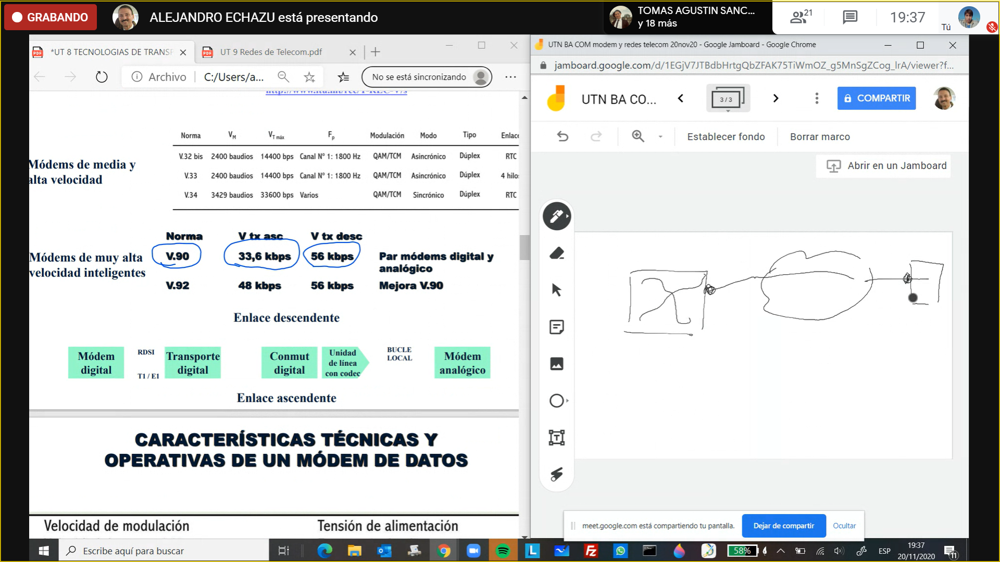 GRABANDO
ALEJANDRO ECHAZU está presentando
TOMAS AGUSTIN SANC...
y 18 más
21
19:37
Tú
*UT 8 TECNOLOGIAS DE TRANSF
UT 9 Redes de Telecom.pdf
Archivo
C:/Users/a...
No se está sincronizando
UTN BA COM modem y redes telecom 20nov20 - Google Jamboard - Google Chrome
jamboard.google.com/d/1EGjV7JTBdbHrtgQbZFAK75TiWmOZ_g5MnSgZCog_lrA/viewer?f...
UTN BA CO...
3 / 3
COMPARTIR
Establecer fondo
Borrar marco
Abrir en un Jamboard
Módems de media y
alta velocidad
Norma V_M V_T máx F_p Modulación Modo Tipo Enlace
V.32 bis 2400 baudios 14400 bps Canal Nº 1: 1800 Hz QAM/TCM Asincrónico Dúplex RTC
V.33 2400 baudios 14400 bps Canal Nº 1: 1800 Hz QAM/TCM Asincrónico Dúplex 4 hilo
V.34 3429 baudios 33600 bps Varios QAM/TCM Sincrónico Dúplex RTC
Módems de muy alta
velocidad inteligentes
Norma V tx asc V tx desc
V.90 33,6 kbps 56 kbps Par módems digital y
analógico
V.92 48 kbps 56 kbps Mejora V.90
Enlace descendente
Módem
digital
RDSI
T1 / E1
Transporte
digital
Conmut
digital
Unidad
de línea
con codec
BUCLE
LOCAL
Módem
analógico
Enlace ascendente
CARACTERÍSTICAS TÉCNICAS Y
OPERATIVAS DE UN MÓDEM DE DATOS
Velocidad de modulación
Tensión de alimentación
meet.google.com está compartiendo tu pantalla.
Dejar de compartir
Ocultar
Escribe aquí para buscar
58%
ESP
19:37
20/11/2020
11